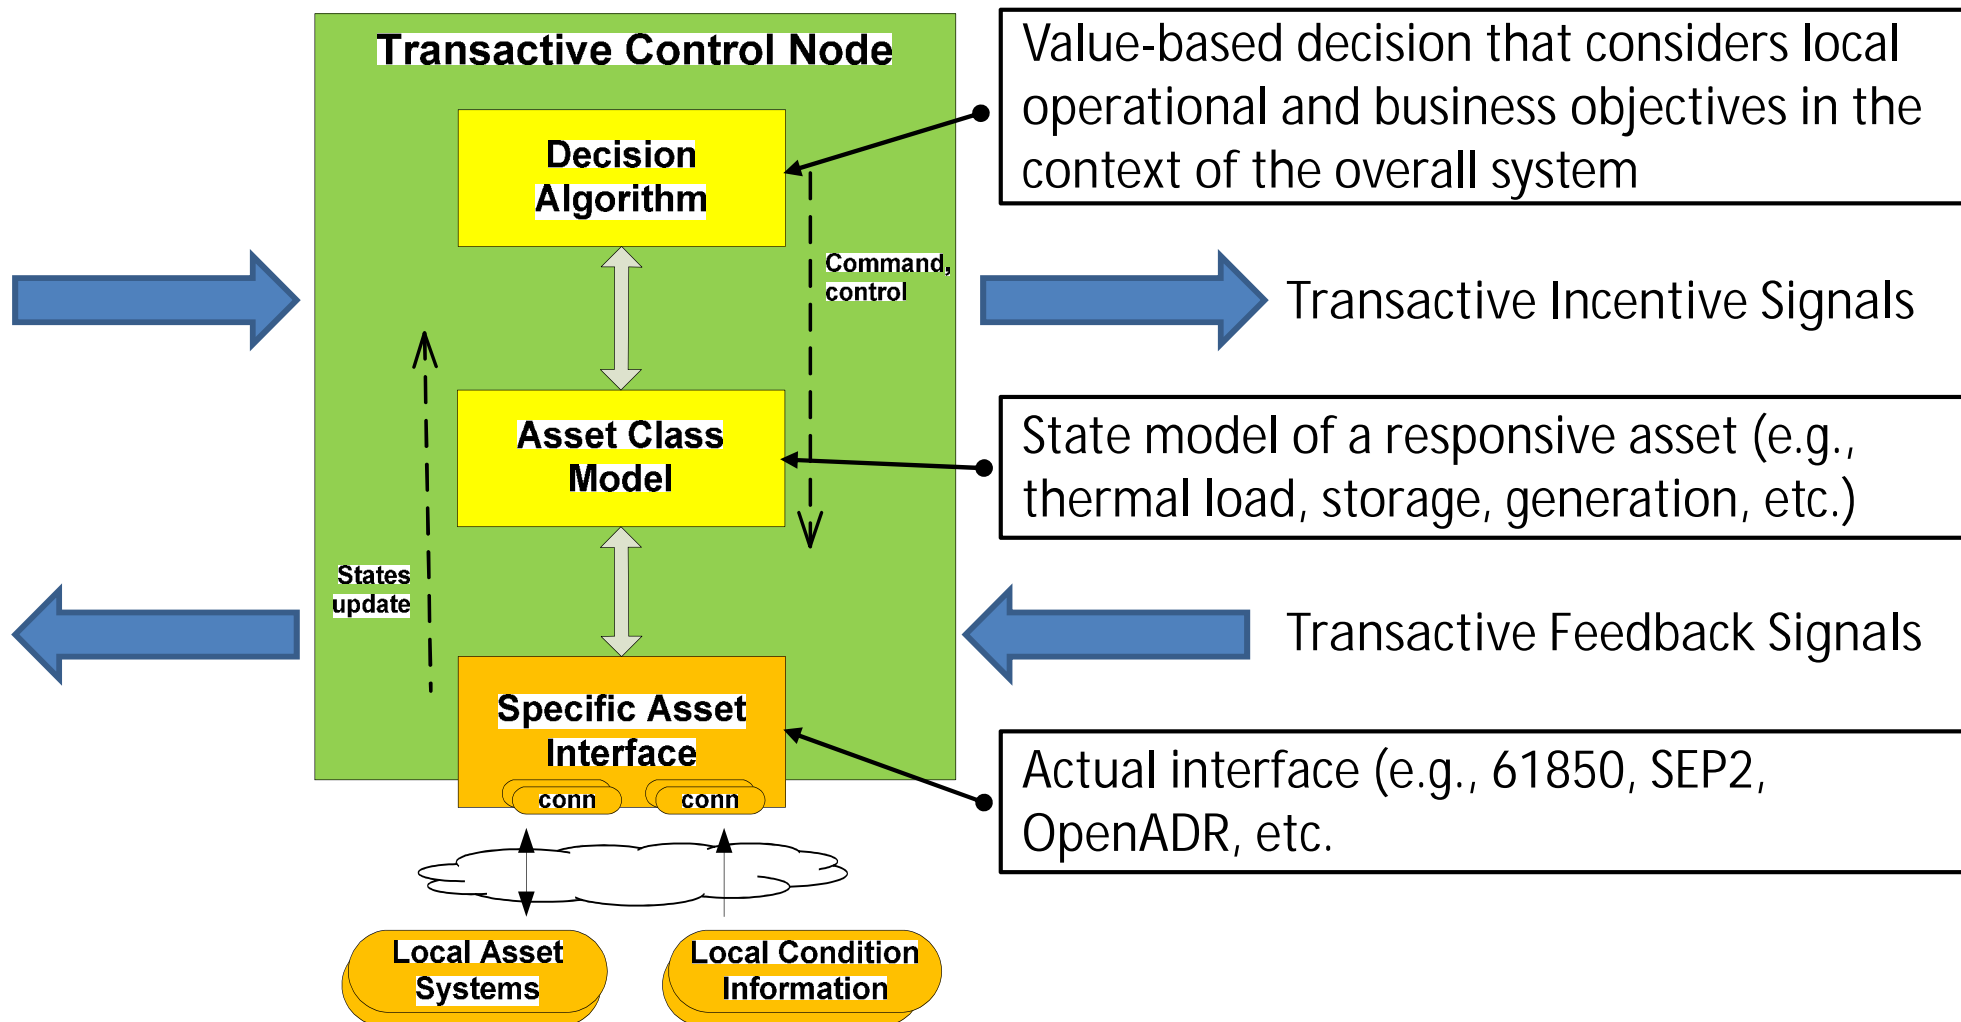 Transactive Control Node
Decision
Algorithm
Value-based decision that considers local
operational and business objectives in the
context of the overall system
Command,
control
Transactive Incentive Signals
Asset Class
Model
State model of a responsive asset (e.g.,
thermal load, storage, generation, etc.)
States
update
Transactive Feedback Signals
Specific Asset
Interface
conn
conn
Actual interface (e.g., 61850, SEP2,
OpenADR, etc.
Local Asset
Systems
Local Condition
Information